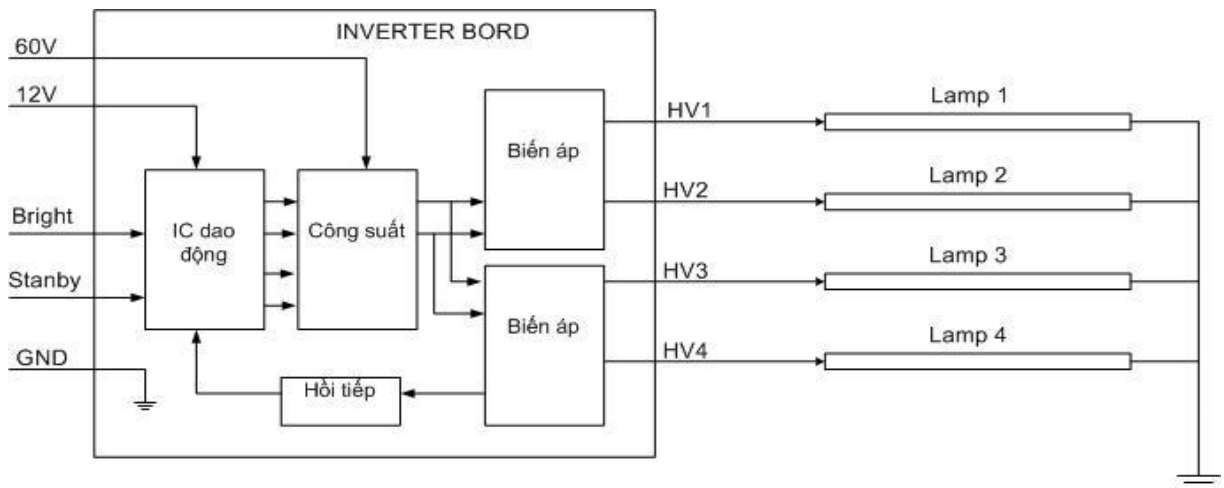 INVERTER BORD
60V
12V
Bright
Stanby
GND
IC dao
động
Công suất
Biến áp
Biến áp
Hồi tiếp
HV1
HV2
HV3
HV4
Lamp 1
Lamp 2
Lamp 3
Lamp 4